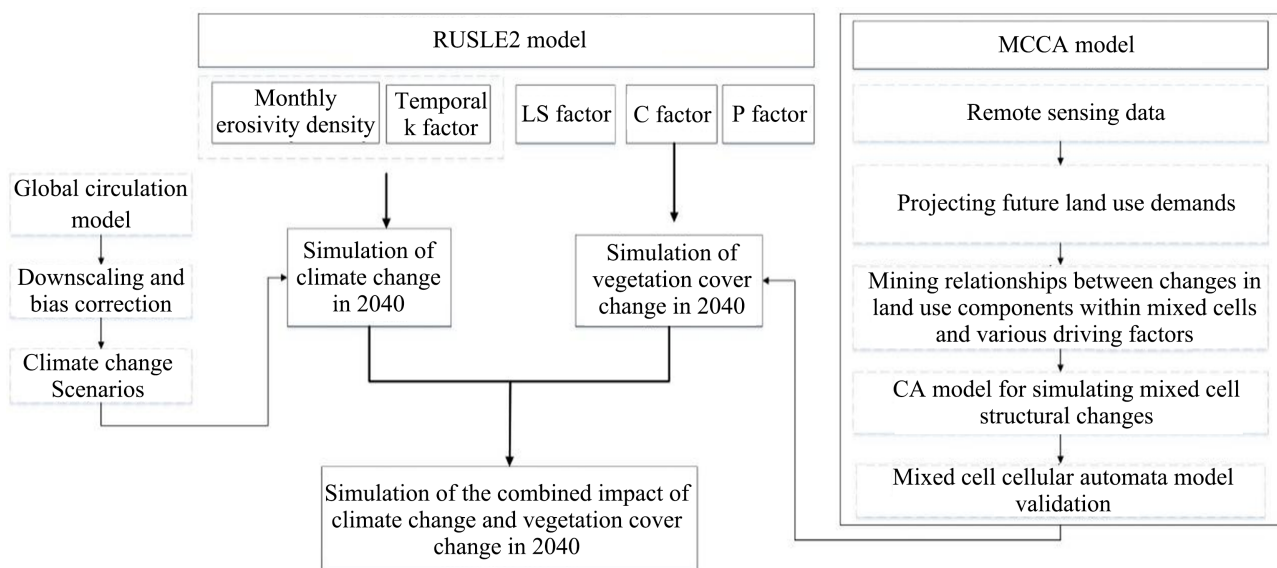 RUSLE2 model
Monthly
erosivity density
Temporal
k factor
LS factor
C factor
P factor
Global circulation
model
Downscaling and
bias correction
Climate change
Scenarios
Simulation of
climate change
in 2040
Simulation of
vegetation cover
change in 2040
Simulation of the combined impact of
climate change and vegetation cover
change in 2040
MCCA model
Remote sensing data
Projecting future land use demands
Mining relationships between changes in
land use components within mixed cells
and various driving factors
CA model for simulating mixed cell
structural changes
Mixed cell cellular automata model
validation